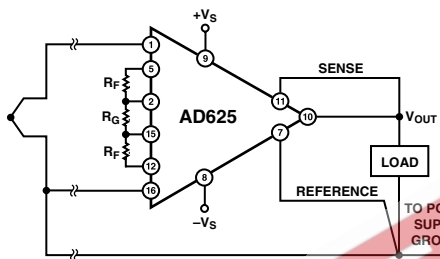 +VS
1
9
5
RF
SENSE
2
11
RG
AD625
10
VOUT
15
7
RF
12
LOAD
8
16
REFERENCE
–VS
TO PO
SUP
GRO